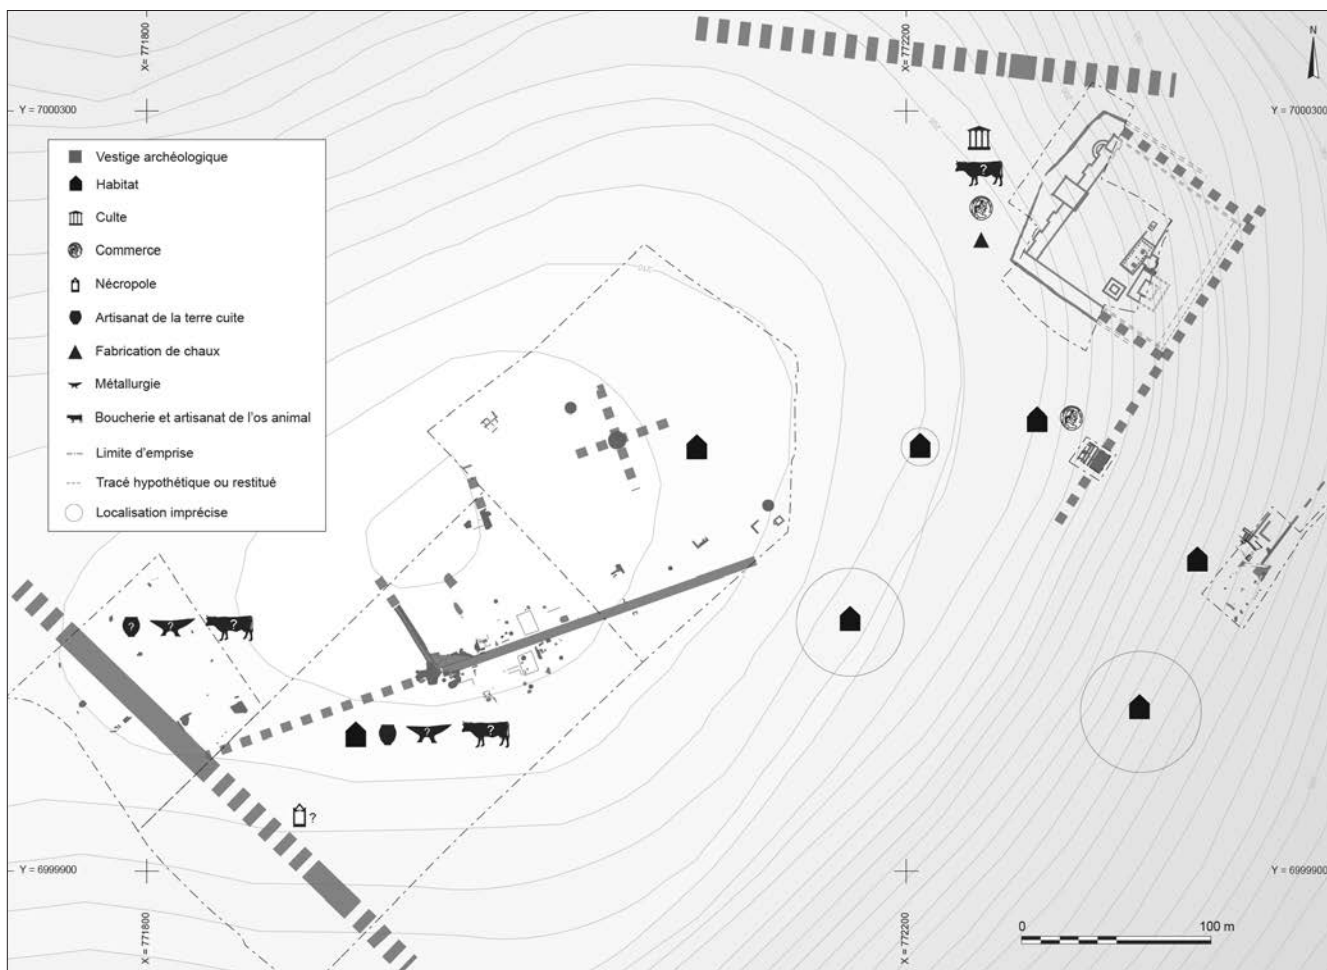 X= 771800
X= 772200
N
Y = 7000300
Y = 7000300
Vestige archéologique
Habitat
Culte
Commerce
Nécropole
Artisanat de la terre cuite
Fabrication de chaux
Métallurgie
Boucherie et artisanat de l'os animal
Limite d'emprise
Tracé hypothétique ou restitué
Localisation imprécise
?
? ? ?
? ?
?
Y = 6999900
Y = 6999900
X = 771800
X = 772200
0 100 m